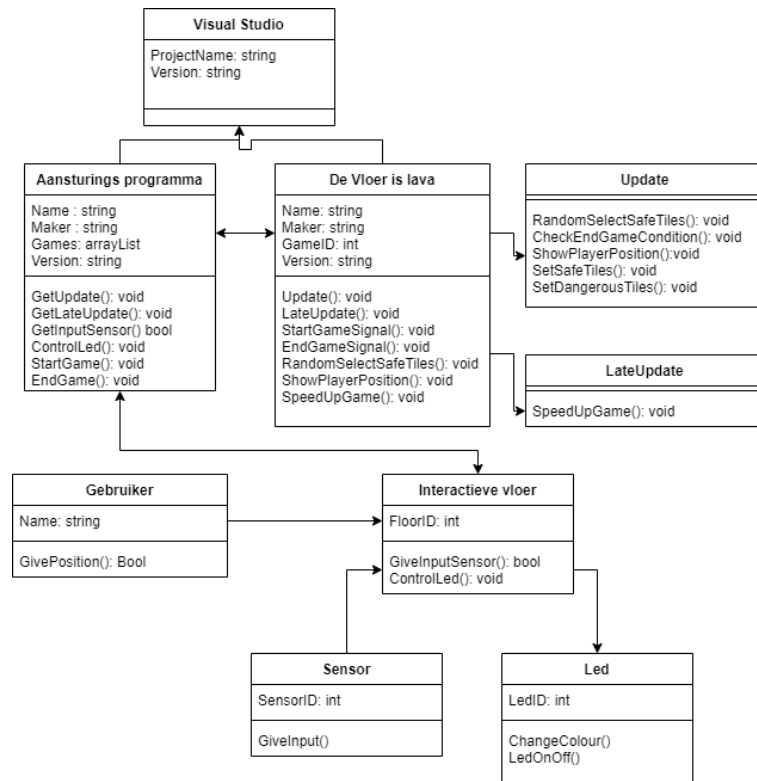 Visual Studio
ProjectName: string
Version: string
Aansturings programma
Name : string
Maker : string
Games: arrayList
Version: string
GetUpdate(): void
GetLateUpdate(): void
GetInputSensor() bool
ControlLed(): void
StartGame(): void
EndGame(): void
De Vloer is lava
Name: string
Maker: string
GameID: int
Version: string
Update(): void
LateUpdate(): void
StartGameSignal(): void
EndGameSignal(): void
RandomSelectSafeTiles(): void
ShowPlayerPosition(): void
SpeedUpGame(): void
Update
RandomSelectSafeTiles(): void
CheckEndGameCondition(): void
ShowPlayerPosition():void
SetSafeTiles(): void
SetDangerousTiles(): void
LateUpdate
SpeedUpGame(): void
Gebruiker
Name: string
GivePosition(): Bool
Interactieve vloer
FloorID: int
GiveInputSensor(): bool
ControlLed(): void
Sensor
SensorID: int
GiveInput()
Led
LedID: int
ChangeColour()
LedOnOff()